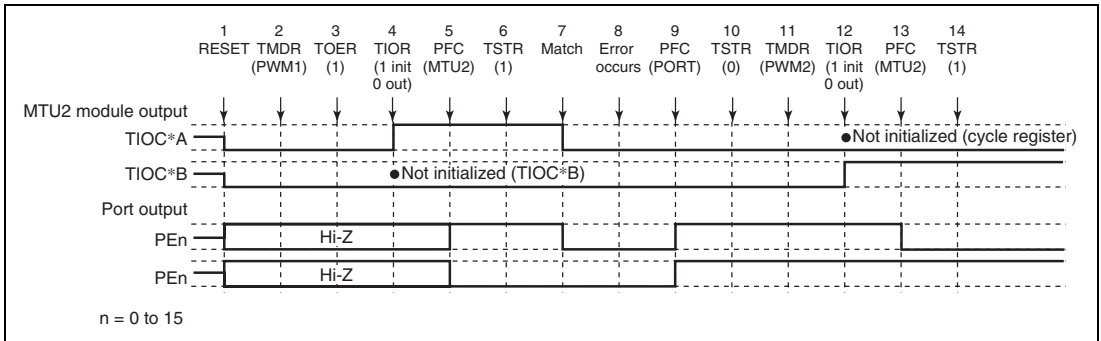 1 2 3 4 5 6 7 8 9 10 11 12 13 14
RESET TMDR TOER TIOR PFC TSTR Match Error PFC TSTR TMDR TIOR PFC TSTR
(PWM1) (1) (1 init (MTU2) (1) occurs (PORT) (0) (PWM2) (1 init (MTU2) (1)
0 out) 0 out)
MTU2 module output
TIOC*A ●Not initialized (cycle register)
TIOC*B ●Not initialized (TIOC*B)
Port output
PEn Hi-Z
PEn Hi-Z
n = 0 to 15